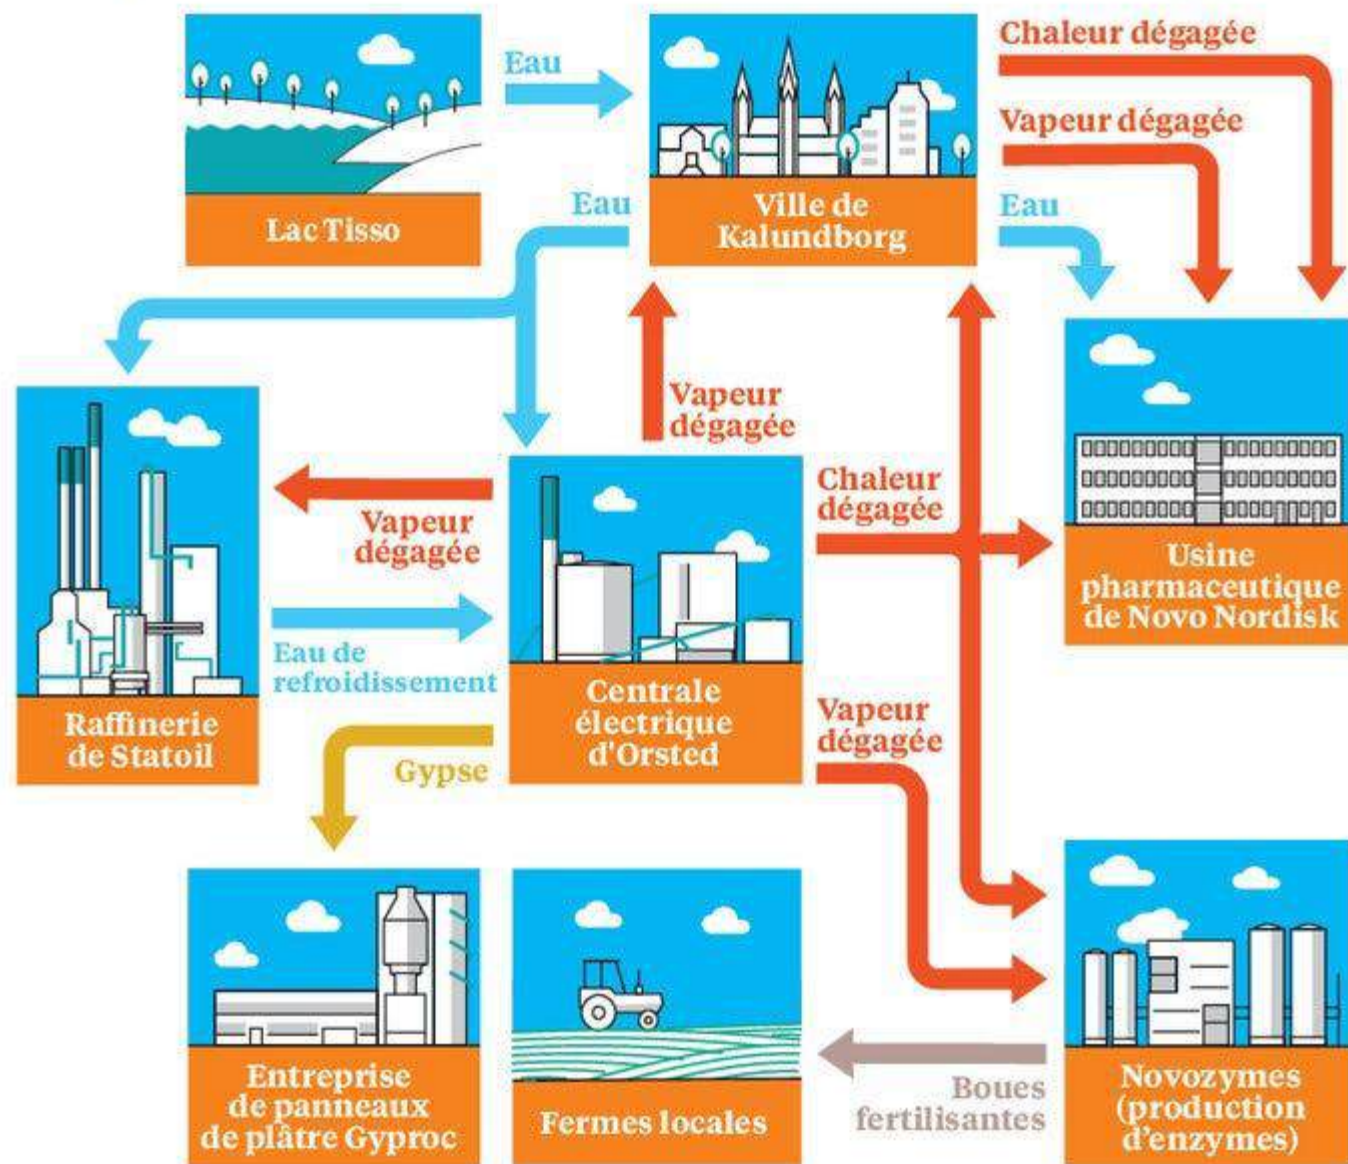 Eau
Chaleur dégagée
Vapeur dégagée
Lac Tisso
Eau
Ville de
Kalundborg
Eau
Vapeur
dégagée
Vapeur
dégagée
Chaleur
dégagée
Eau de
refroidissement
Raffinerie
de Statoil
Centrale
électrique
d'Orsted
Usine
pharmaceutique
de Novo Nordisk
Gypse
Vapeur
dégagée
Entreprise
de panneaux
de plâtre Gyproc
Fermes locales
Boues
fertilisantes
Novozymes
(production
d'enzymes)